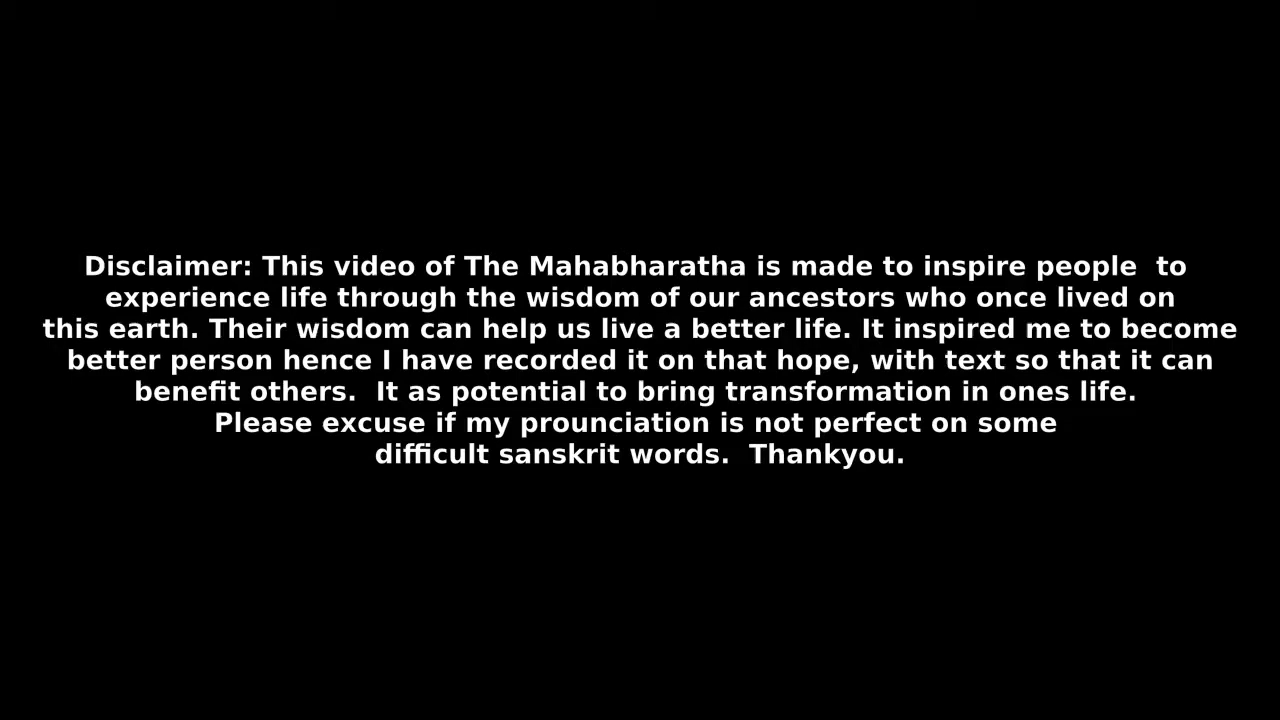 Disclaimer: This video of The Mahabharatha is made to inspire people  to
experience life through the wisdom of our ancestors who once lived on
this earth. Their wisdom can help us live a better life. It inspired me to become
better person hence I have recorded it on that hope, with text so that it can
benefit others.  It as potential to bring transformation in ones life.
Please excuse if my prounciation is not perfect on some
difficult sanskrit words.  Thankyou.